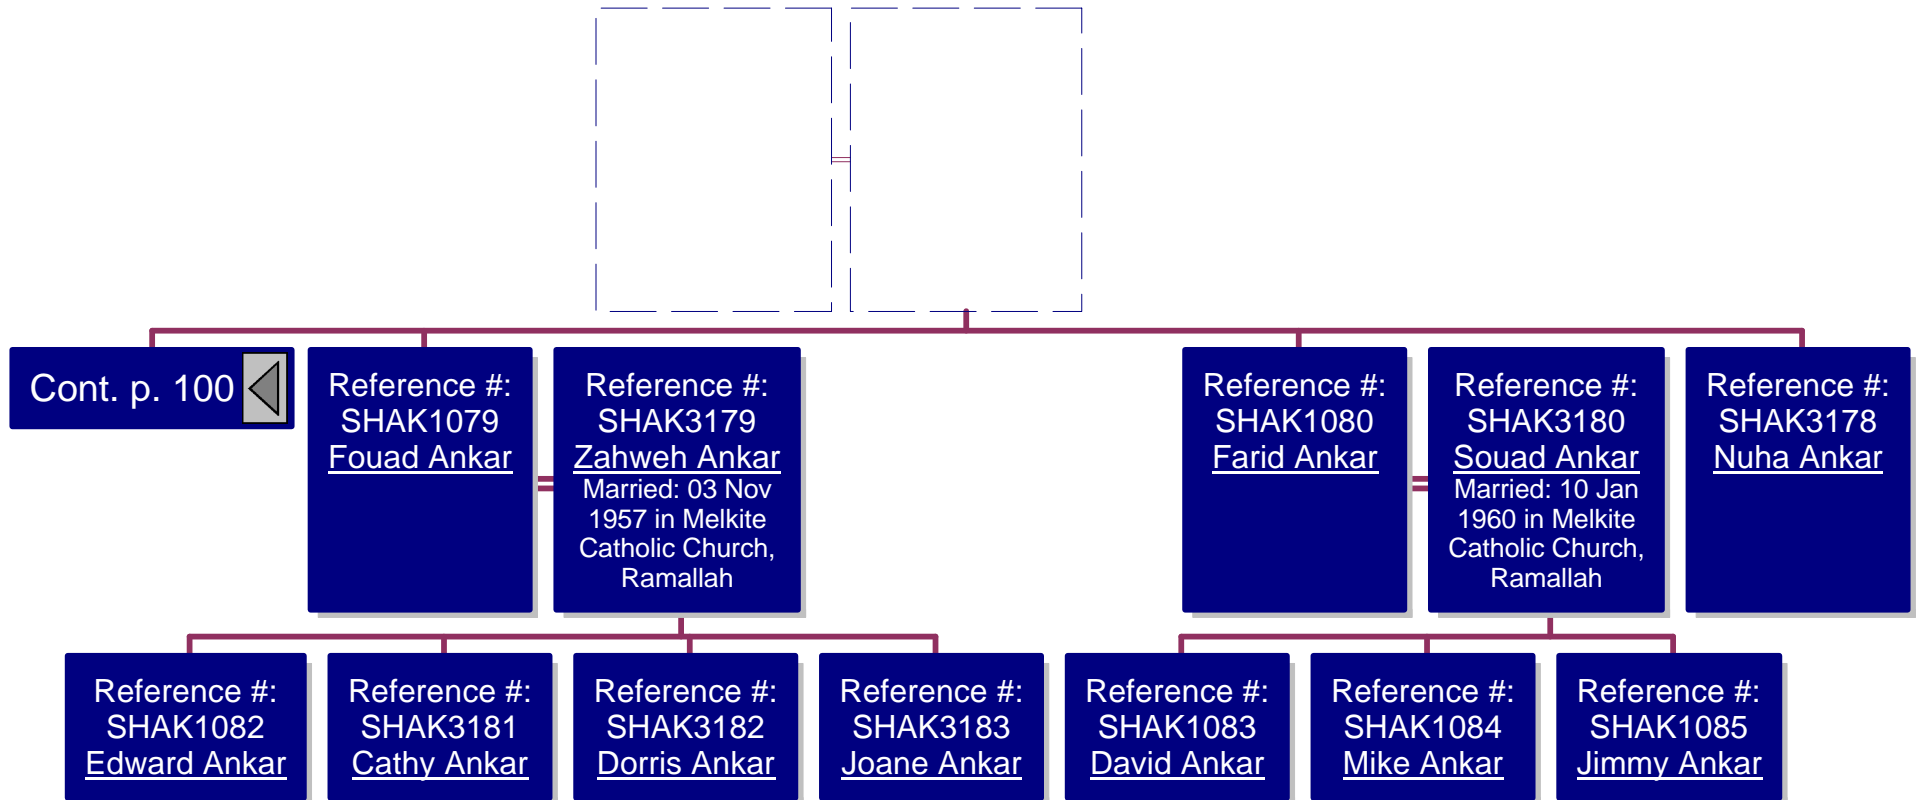 Cont. p. 100
Reference #:
SHAK1079
Fouad Ankar
Reference #:
SHAK3179
Zahweh Ankar
Married: 03 Nov
1957 in Melkite
Catholic Church,
Ramallah
Reference #:
SHAK1080
Farid Ankar
Reference #:
SHAK3180
Souad Ankar
Married: 10 Jan
1960 in Melkite
Catholic Church,
Ramallah
Reference #:
SHAK3178
Nuha Ankar
Reference #:
SHAK1082
Edward Ankar
Reference #:
SHAK3181
Cathy Ankar
Reference #:
SHAK3182
Dorris Ankar
Reference #:
SHAK3183
Joane Ankar
Reference #:
SHAK1083
David Ankar
Reference #:
SHAK1084
Mike Ankar
Reference #:
SHAK1085
Jimmy Ankar